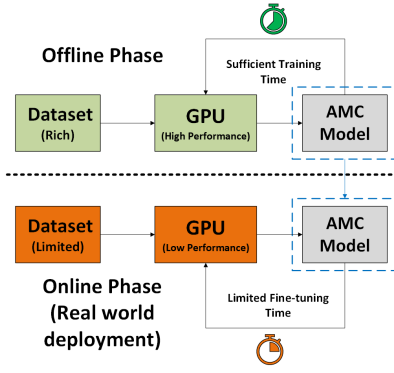 Offline Phase
Sufficient Training
Time
Dataset
(Rich)
GPU
(High Performance)
AMC
Model
Dataset
(Limited)
GPU
(Low Performance)
AMC
Model
Online Phase
(Real world
deployment)
Limited Fine-tuning
Time